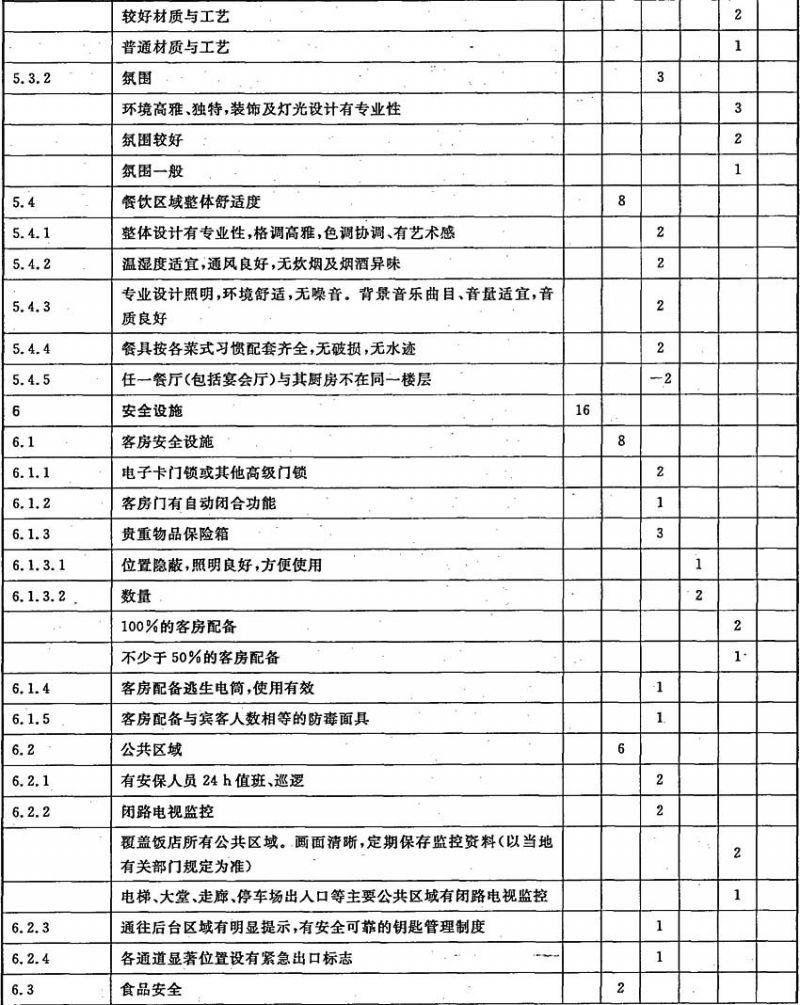 较好材质与工艺 2
普通材质与工艺 1
5.3.2 氛围 3
环境高雅、独特,装饰及灯光设计有专业性 3
氛围较好 2
氛围一般 1
5.4 餐饮区域整体舒适度 8
5.4.1 整体设计有专业性,格调高雅,色调协调、有艺术感 2
5.4.2 温湿度适宜,通风良好,无炊烟及烟酒异味 2
5.4.3 专业设计照明,环境舒适,无噪音。背景音乐曲目、音量适宜,音 2
质良好
5.4.4 餐具按各菜式习惯配套齐全,无破损,无水迹 2
5.4.5 任一餐厅(包括宴会厅)与其厨房不在同一楼层 －2
6 安全设施 16
6.1 客房安全设施 8
6.1.1 电子卡门锁或其他高级门锁 2
6.1.2 客房门有自动闭合功能 1
6.1.3 贵重物品保险箱 3
6.1.3.1 位置隐蔽,照明良好,方便使用 1
6.1.3.2 数量 2
100%的客房配备 2
不少于 50%的客房配备 1
6.1.4 客房配备逃生电筒,使用有效 1
6.1.5 客房配备与宾客人数相等的防毒面具 1
6.2 公共区域 6
6.2.1 有安保人员 24 h 值班、巡逻 2
6.2.2 闭路电视监控 2
覆盖饭店所有公共区域。画面清晰,定期保存监控资料(以当地 2
有关部门规定为准)
电梯、大堂、走廊、停车场出入口等主要公共区域有闭路电视监控 1
6.2.3 通往后台区域有明显提示,有安全可靠的钥匙管理制度 1
6.2.4 各通道显著位置设有紧急出口标志 1
6.3 食品安全 2